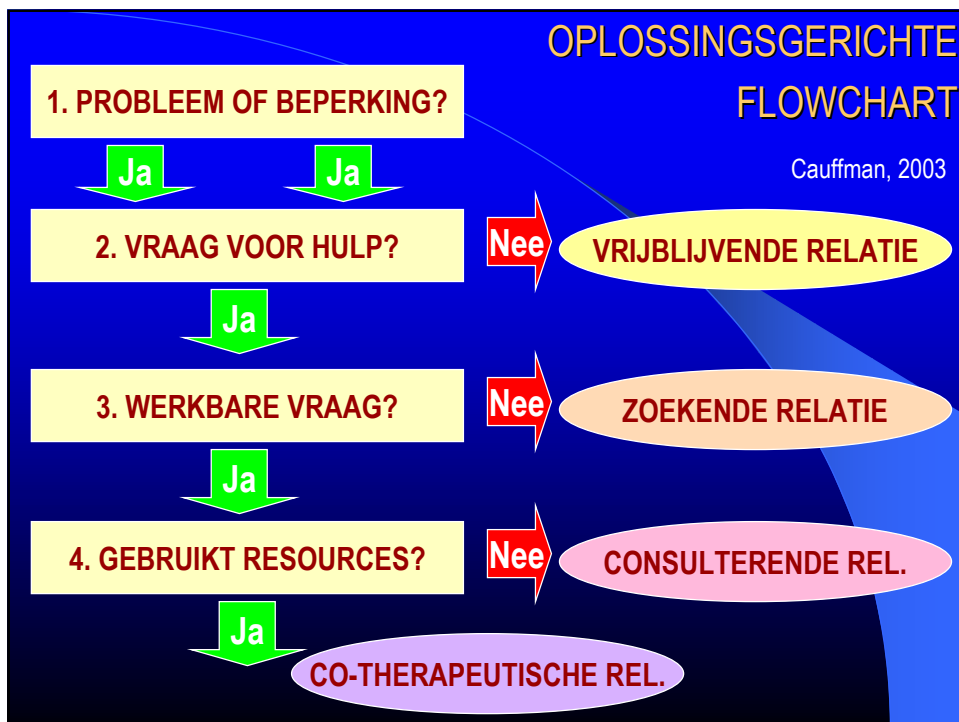 OPLOSSINGSGERICHTE
FLOWCHART
Cauffman, 2003
1. PROBLEEM OF BEPERKING?
Ja
Ja
2. VRAAG VOOR HULP?
Nee
VRIJBLIJVENDE RELATIE
Ja
3. WERKBARE VRAAG?
Nee
ZOEKENDE RELATIE
Ja
4. GEBRUIKT RESOURCES?
Nee
CONSULTERENDE REL.
Ja
CO-THERAPEUTISCHE REL.